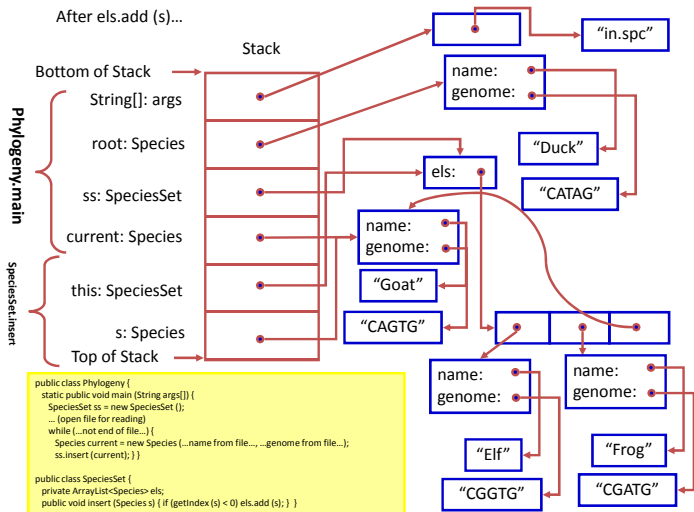 After els.add (s)…
Stack
Bottom of Stack
String[]: args
root: Species
ss: SpeciesSet
current: Species
this: SpeciesSet
s: Species
Top of Stack
Phylogeny.main
SpeciesSet.insert
"in.spc"
name:
genome:
"Duck"
"CATAG"
els:
name:
genome:
"Goat"
"CAGTG"
name:
genome:
"Elf"
"CGGTG"
name:
genome:
"Frog"
"CGATG"
public class Phylogeny {
static public void main (String args[]) {
SpeciesSet ss = new SpeciesSet ();
… (open file for reading)
while (…not end of file…) {
Species current = new Species (…name from file…, …genome from file…);
ss.insert (current); } }
public class SpeciesSet {
private ArrayList<Species> els;
public void insert (Species s) { if (getIndex (s) < 0) els.add (s); } }